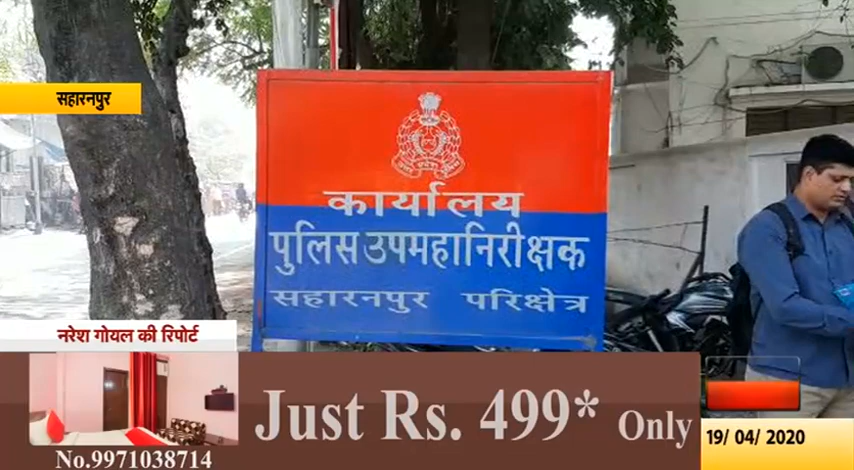 सहारनपुर
कार्यालय
पुलिस उपमहानिरीक्षक
सहारनपुर परिक्षेत्र
नरेश गोयल की रिपोर्ट
Just Rs. 499* Only
No.9971038714
19/ 04/ 2020